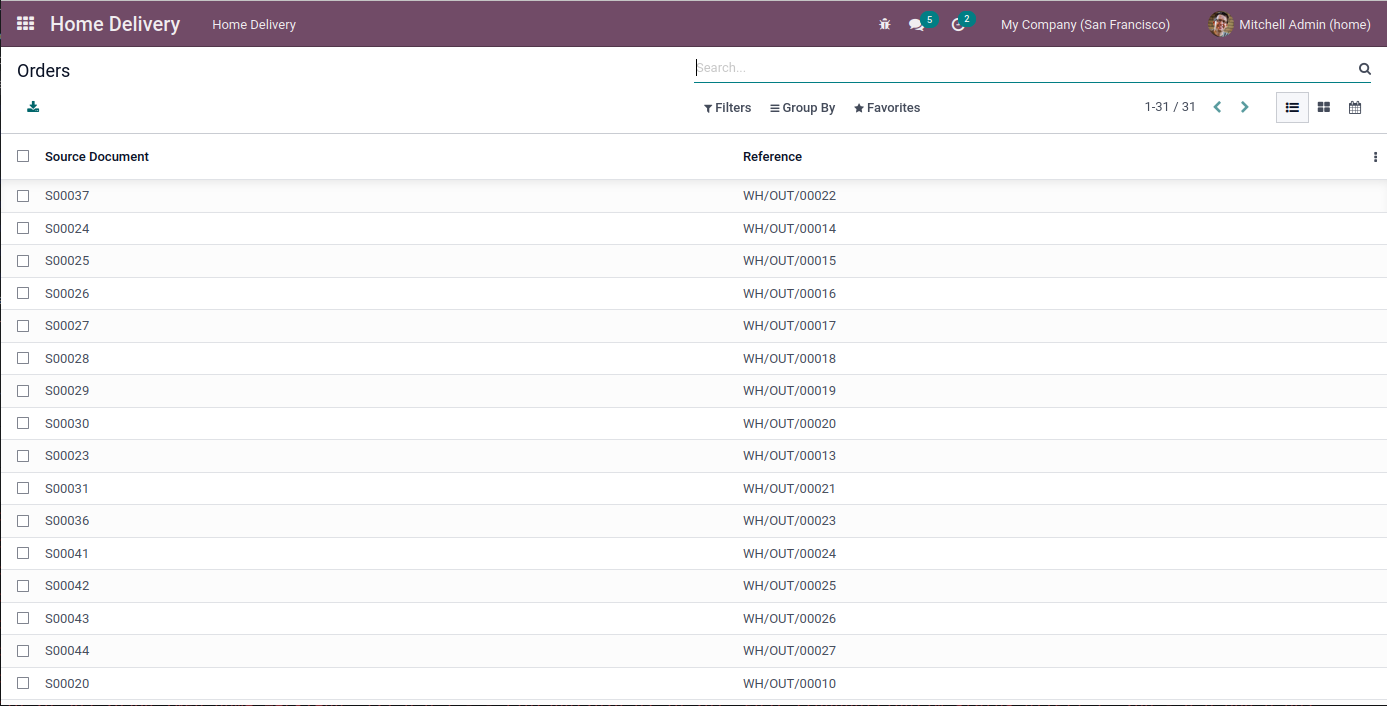 Home Delivery Home Delivery 5 2 My Company (San Francisco) Mitchell Admin (home)
Orders Search...
Filters Group By Favorites 1-31 / 31
Source Document Reference
S00037 WH/OUT/00022
S00024 WH/OUT/00014
S00025 WH/OUT/00015
S00026 WH/OUT/00016
S00027 WH/OUT/00017
S00028 WH/OUT/00018
S00029 WH/OUT/00019
S00030 WH/OUT/00020
S00023 WH/OUT/00013
S00031 WH/OUT/00021
S00036 WH/OUT/00023
S00041 WH/OUT/00024
S00042 WH/OUT/00025
S00043 WH/OUT/00026
S00044 WH/OUT/00027
S00020 WH/OUT/00010